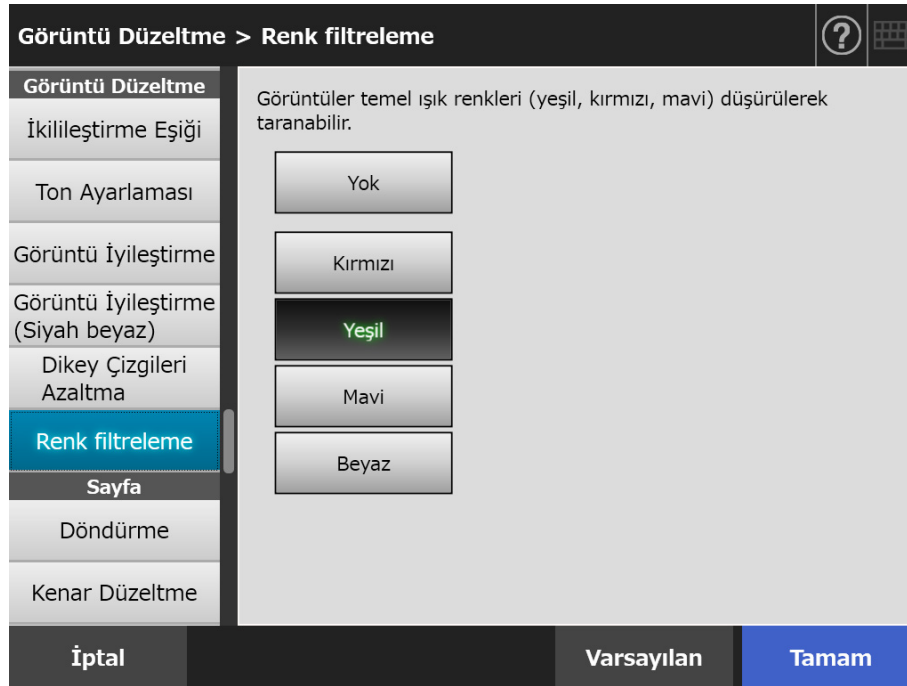 Görüntü Düzeltme > Renk filtreleme
?
Görüntü Düzeltme
İkilileştirme Eşiği
Ton Ayarlaması
Görüntü İyileştirme
Görüntü İyileştirme
(Siyah beyaz)
Dikey Çizgileri
Azaltma
Renk filtreleme
Sayfa
Döndürme
Kenar Düzeltme
Görüntüler temel ışık renkleri (yeşil, kırmızı, mavi) düşürülerek
taranabilir.
Yok
Kırmızı
Yeşil
Mavi
Beyaz
İptal
Varsayılan
Tamam